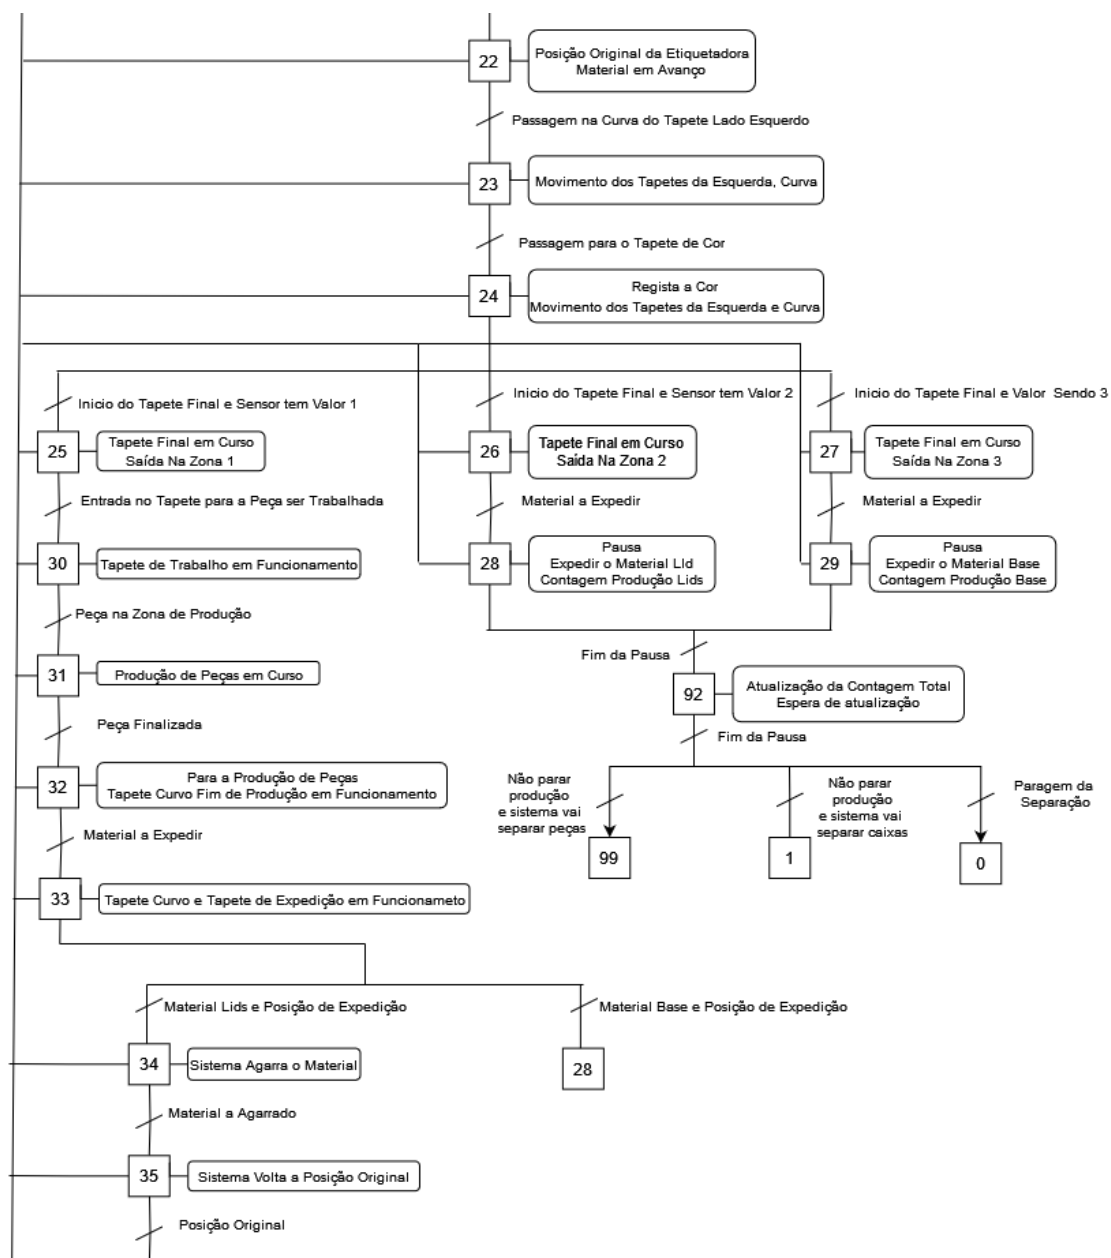 22
Posição Original da Etiquetadora
Material em Avanço
Passagem na Curva do Tapete Lado Esquerdo
23
Movimento dos Tapetes da Esquerda, Curva
Passagem para o Tapete de Cor
24
Regista a Cor
Movimento dos Tapetes da Esquerda e Curva
Inicio do Tapete Final e Sensor tem Valor 1
Inicio do Tapete Final e Sensor tem Valor 2
Inicio do Tapete Final e Valor Sendo 3
25
Tapete Final em Curso
Saída Na Zona 1
26
Tapete Final em Curso
Saída Na Zona 2
27
Tapete Final em Curso
Saída Na Zona 3
Entrada no Tapete para a Peça ser Trabalhada
Material a Expedir
Material a Expedir
30
Tapete de Trabalho em Funcionamento
28
Pausa
Expedir o Material LId
Contagem Produção Lids
29
Pausa
Expedir o Material Base
Contagem Produção Base
Peça na Zona de Produção
Fim da Pausa
31
Produção de Peças em Curso
92
Atualização da Contagem Total
Espera de atualização
Peça Finalizada
Fim da Pausa
32
Para a Produção de Peças
Tapete Curvo Fim de Produção em Funcionamento
Não parar
produção
e sistema vai
separar peças
Não parar
produção
e sistema vai
separar caixas
Paragem da
Separação
Material a Expedir
99
1
0
33
Tapete Curvo e Tapete de Expedição em Funcionameto
Material Lids e Posição de Expedição
Material Base e Posição de Expedição
34
Sistema Agarra o Material
28
Material a Agarrado
35
Sistema Volta a Posição Original
Posição Original